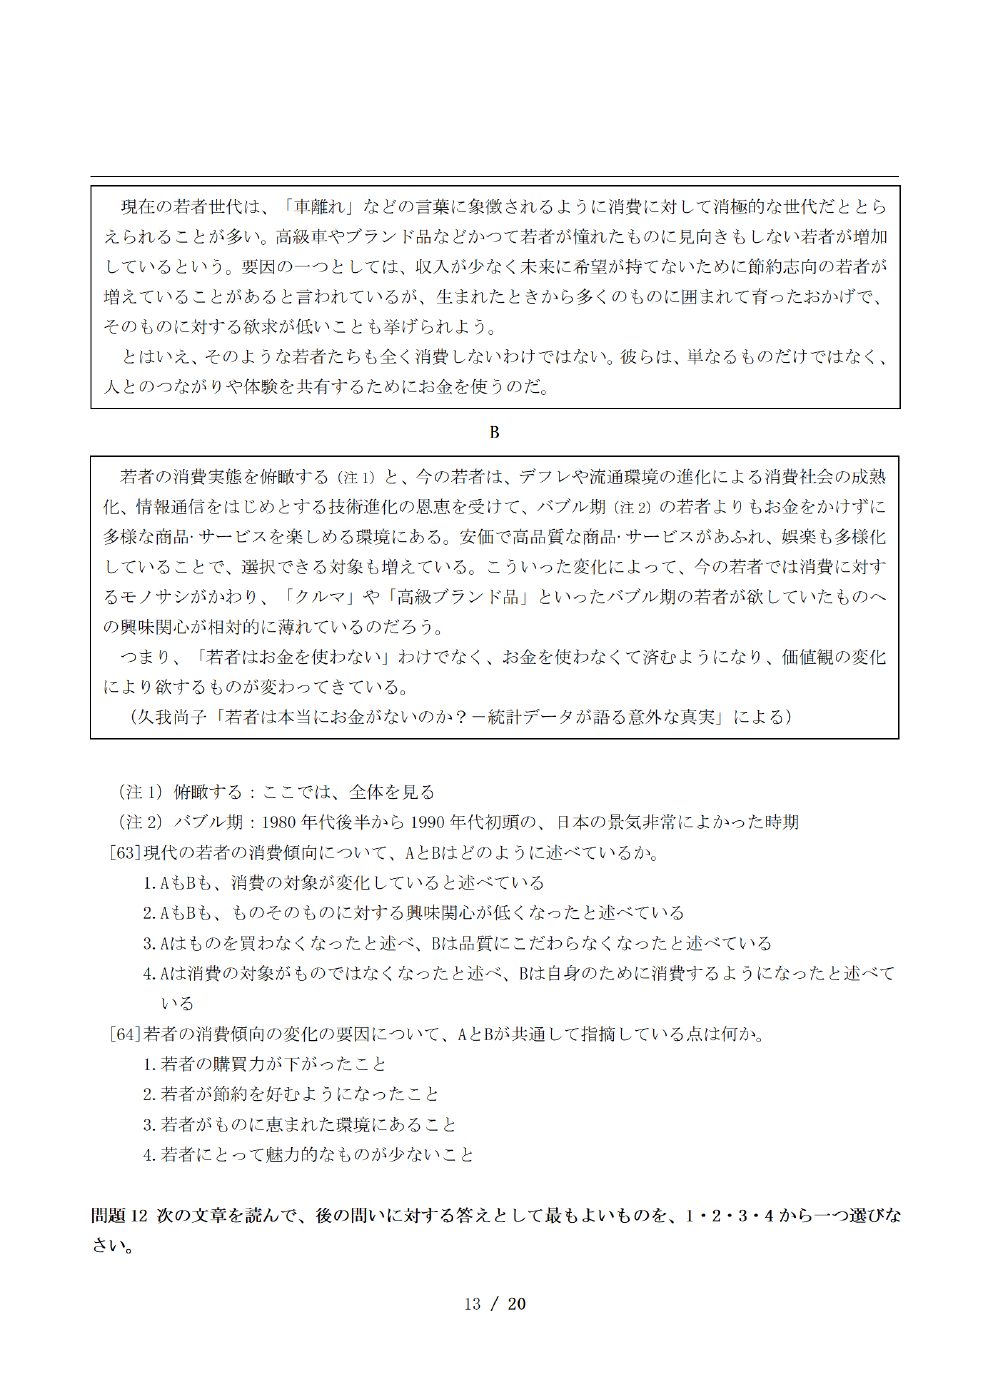 現在の若者世代は、「車離れ」などの言葉に象徴されるように消費に対して消極的な世代だととら
えられることが多い。高級車やブランド品などかつて若者が憧れたものに見向きもしない若者が増加
しているという。要因の一つとしては、収入が少なく未来に希望が持てないために節約志向の若者が
増えていることがあると言われているが、生まれたときから多くのものに囲まれて育ったおかげで、
そのものに対する欲求が低いことも挙げられよう。
とはいえ、そのような若者たちも全く消費しないわけではない。彼らは、単なるものだけではなく、
人とのつながりや体験を共有するためにお金を使うのだ。
B
若者の消費実態を俯瞰する（注1）と、今の若者は、デフレや流通環境の進化による消費社会の成熟
化、情報通信をはじめとする技術進化の恩恵を受けて、バブル期（注2）の若者よりもお金をかけずに
多様な商品･サービスを楽しめる環境にある。安価で高品質な商品･サービスがあふれ、娯楽も多様化
していることで、選択できる対象も増えている。こういった変化によって、今の若者では消費に対す
るモノサシがかわり、「クルマ」や「高級ブランド品」といったバブル期の若者が欲していたものへ
の興味関心が相対的に薄れているのだろう。
つまり、「若者はお金を使わない」わけでなく、お金を使わなくて済むようになり、価値観の変化
により欲するものが変わってきている。
（久我尚子「若者は本当にお金がないのか？－統計データが語る意外な真実」による）
（注1）俯瞰する：ここでは、全体を見る
（注2）バブル期：1980年代後半から1990年代初頭の、日本の景気非常によかった時期
[63]現代の若者の消費傾向について、AとBはどのように述べているか。
1.AもBも、消費の対象が変化していると述べている
2.AもBも、ものそのものに対する興味関心が低くなったと述べている
3.Aはものを買わなくなったと述べ、Bは品質にこだわらなくなったと述べている
4.Aは消費の対象がものではなくなったと述べ、Bは自身のために消費するようになったと述べて
いる
[64]若者の消費傾向の変化の要因について、AとBが共通して指摘している点は何か。
1.若者の購買力が下がったこと
2.若者が節約を好むようになったこと
3.若者がものに恵まれた環境にあること
4.若者にとって魅力的なものが少ないこと
問題12 次の文章を読んで、後の問いに対する答えとして最もよいものを、1・2・3・4から一つ選びな
さい。
13 / 20